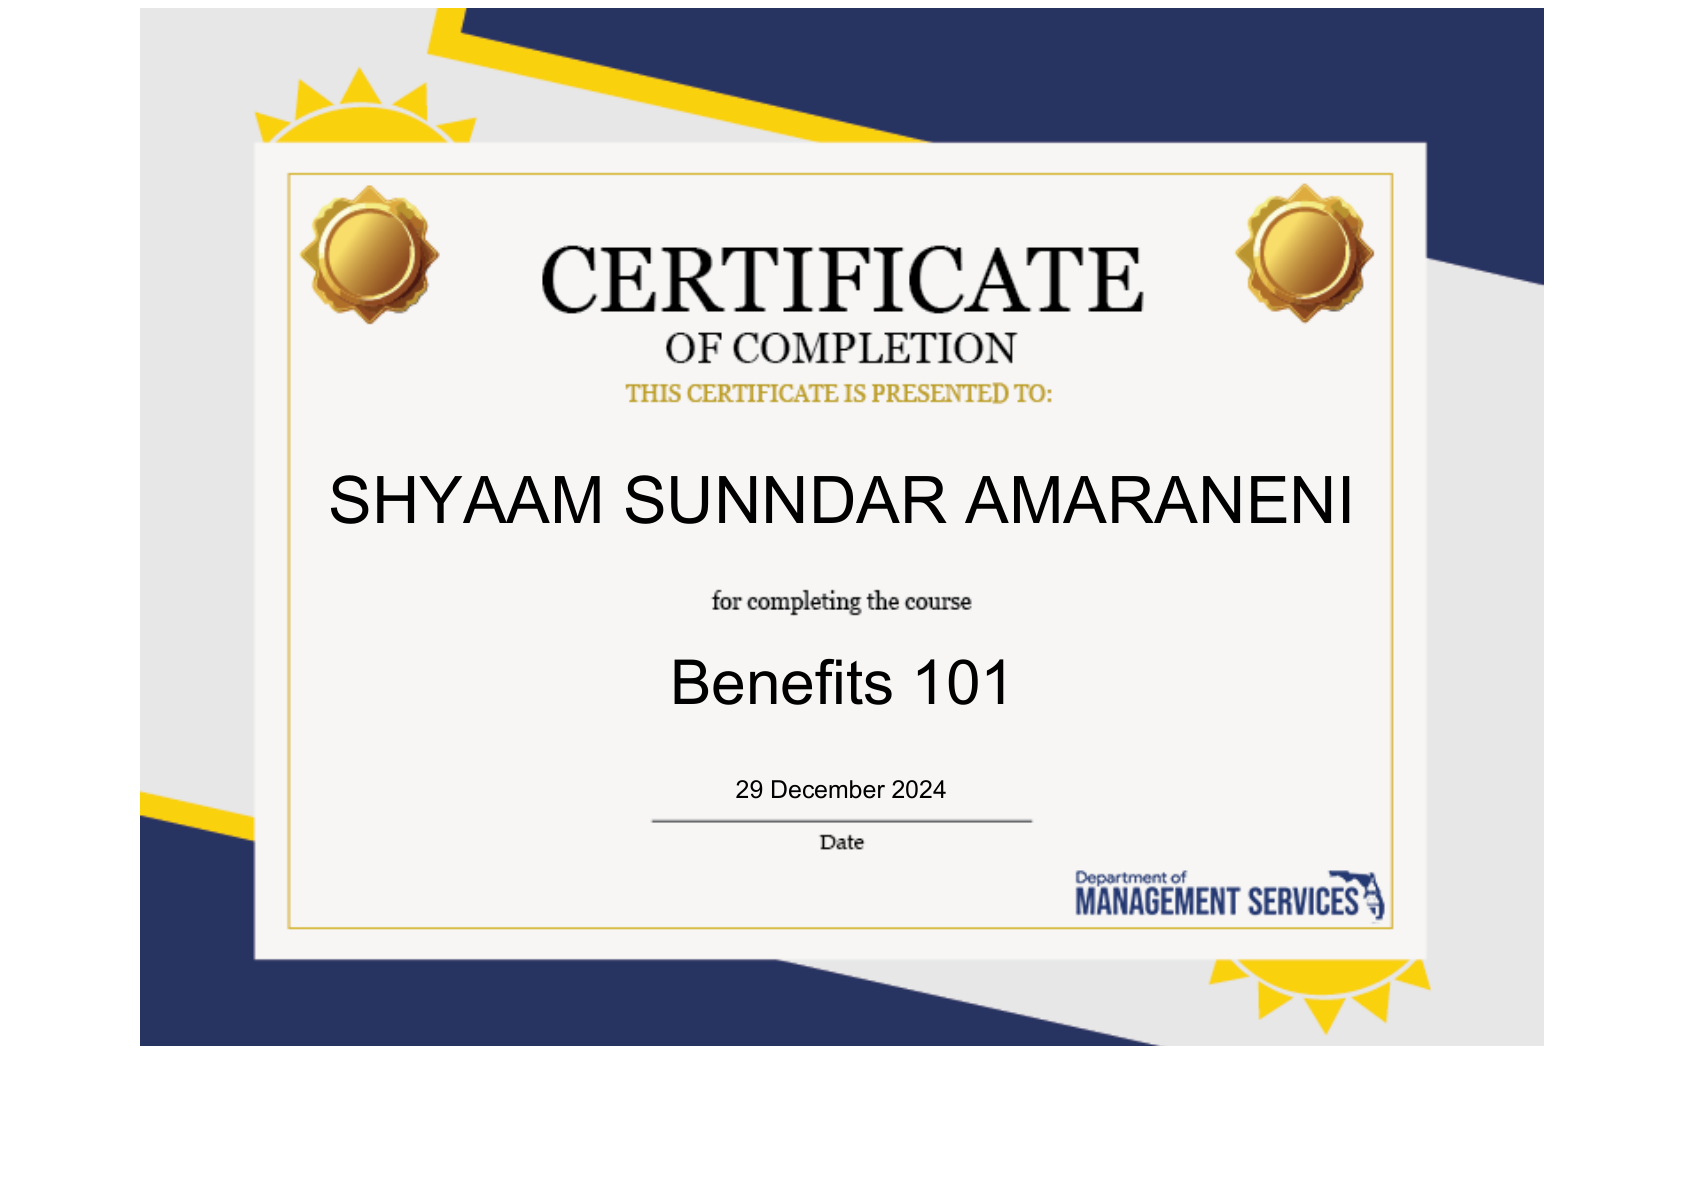 CERTIFICATE
OF COMPLETION
THIS CERTIFICATE IS PRESENTED TO:
SHYAAM SUNNDAR AMARANENI
for completing the course
Benefits 101
29 December 2024
Date
Department of
MANAGEMENT SERVICES